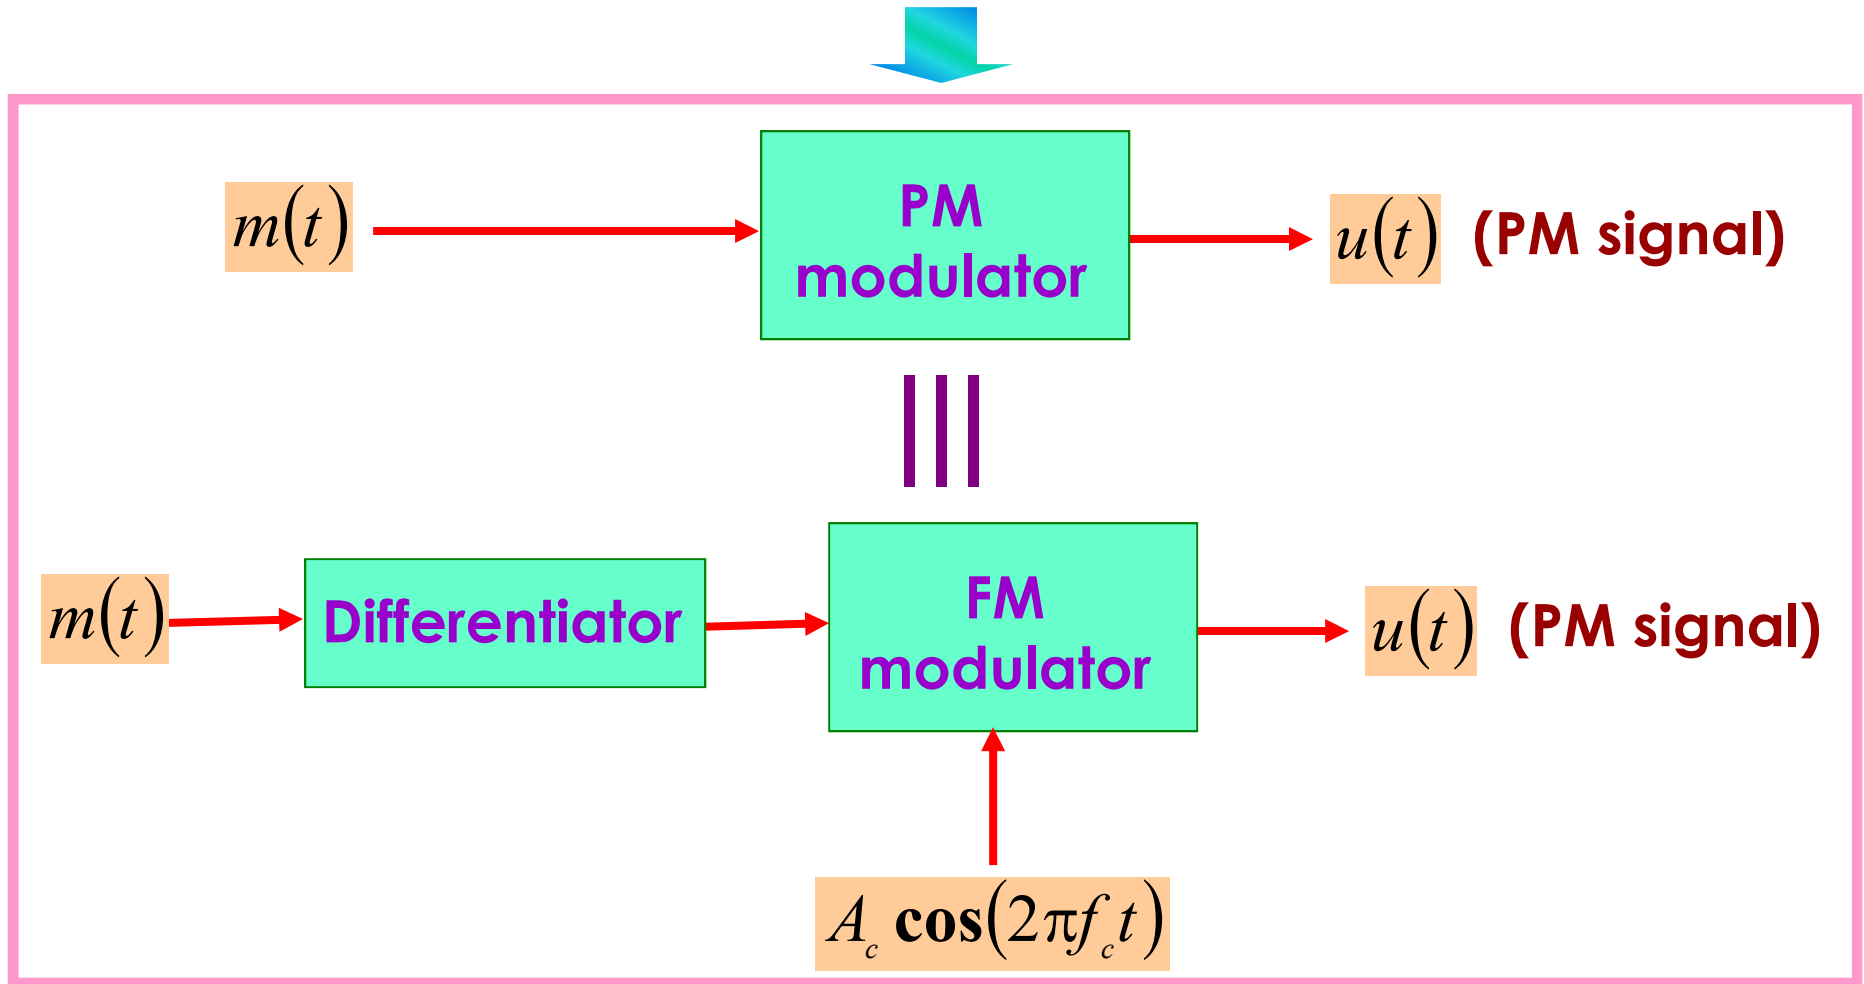 PM
m(t)
u(t) (PM signal)
modulator
FM
m(t)
Differentiator
u(t) (PM signal)
modulator
A_c cos(2πf_c t)